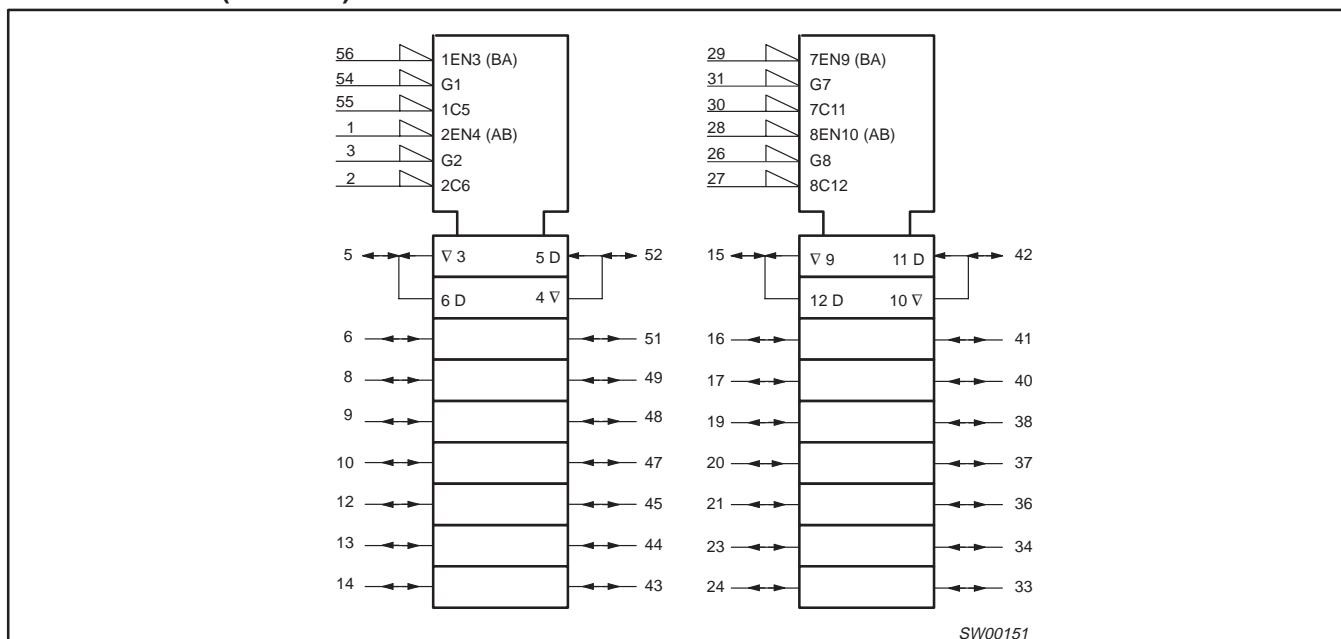 56 1EN3 (BA)
54 G1
55 1C5
1 2EN4 (AB)
3 G2
2 2C6
5 ∇ 3 5 D 52
6 D 4 ∇
6 51
8 49
9 48
10 47
12 45
13 44
14 43
29 7EN9 (BA)
31 G7
30 7C11
28 8EN10 (AB)
26 G8
27 8C12
15 ∇ 9 11 D 42
12 D 10 ∇
16 41
17 40
19 38
20 37
21 36
23 34
24 33
SW00151